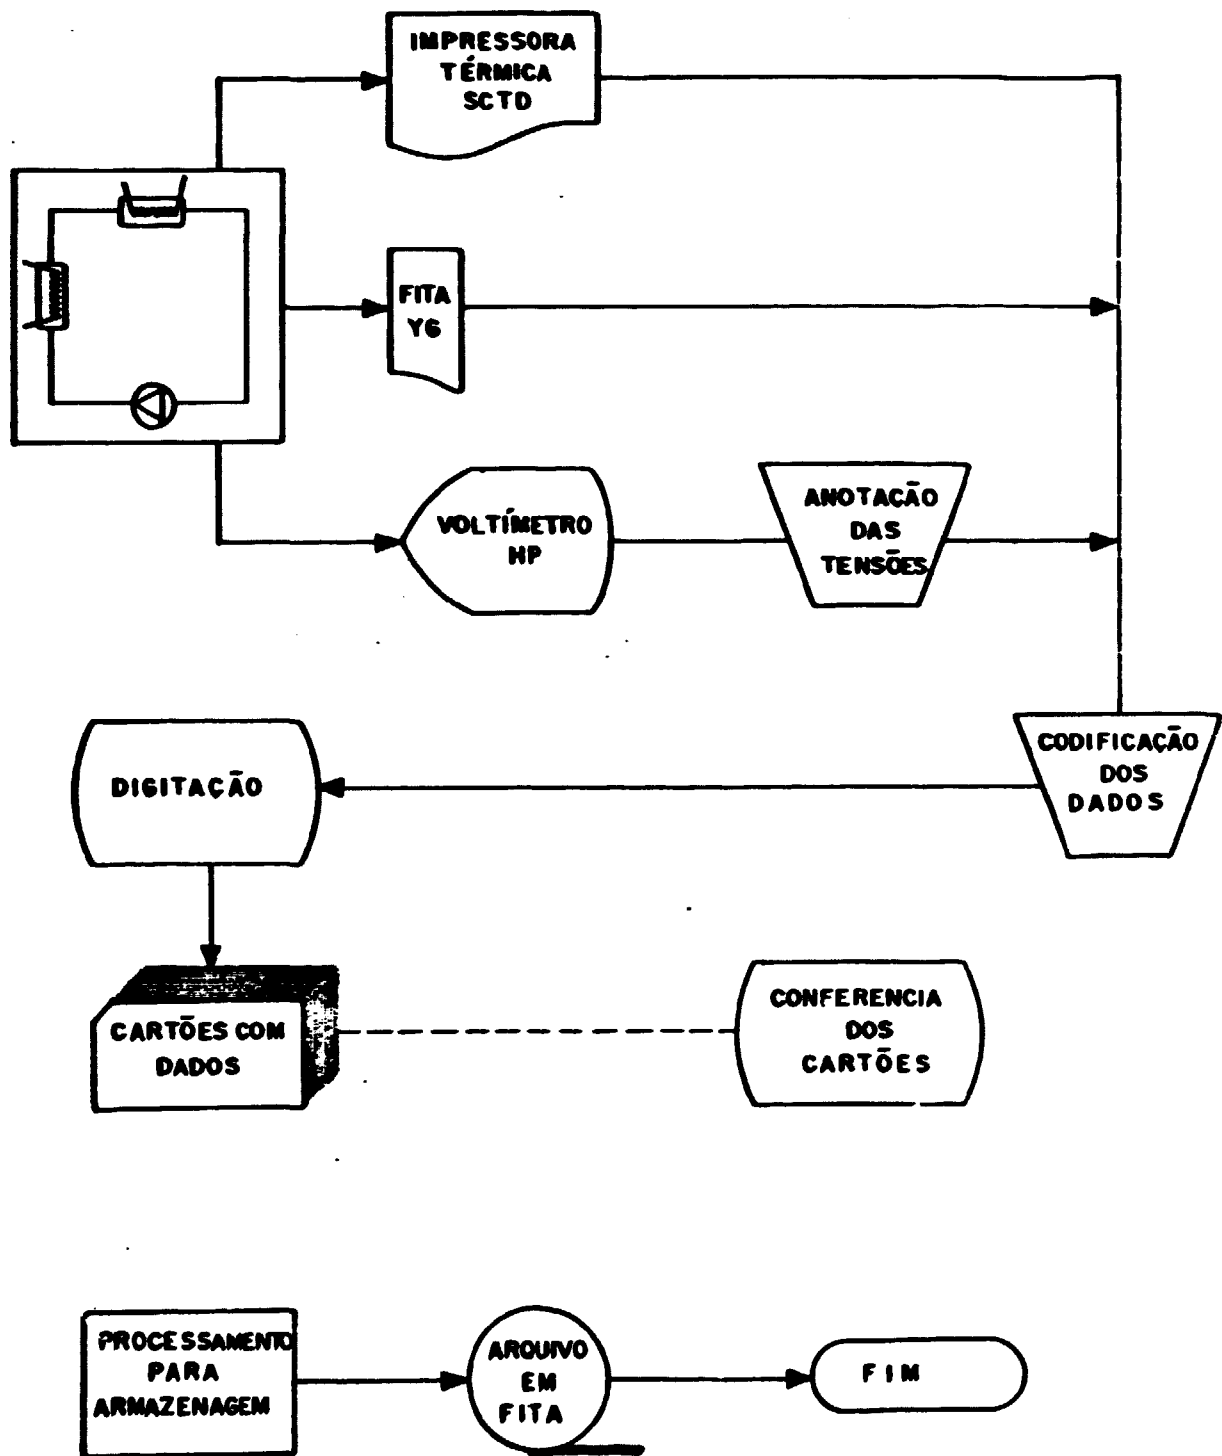 IMPRESSORA
TÉRMICA
SCTD
FITA
Y6
VOLTÍMETRO
HP
ANOTAÇÃO
DAS
TENSÕES
CODIFICAÇÃO
DOS
DADOS
DIGITAÇÃO
CARTÕES COM
DADOS
CONFERENCIA
DOS
CARTÕES
PROCESSAMENTO
PARA
ARMAZENAGEM
ARQUIVO
EM
FITA
FIM